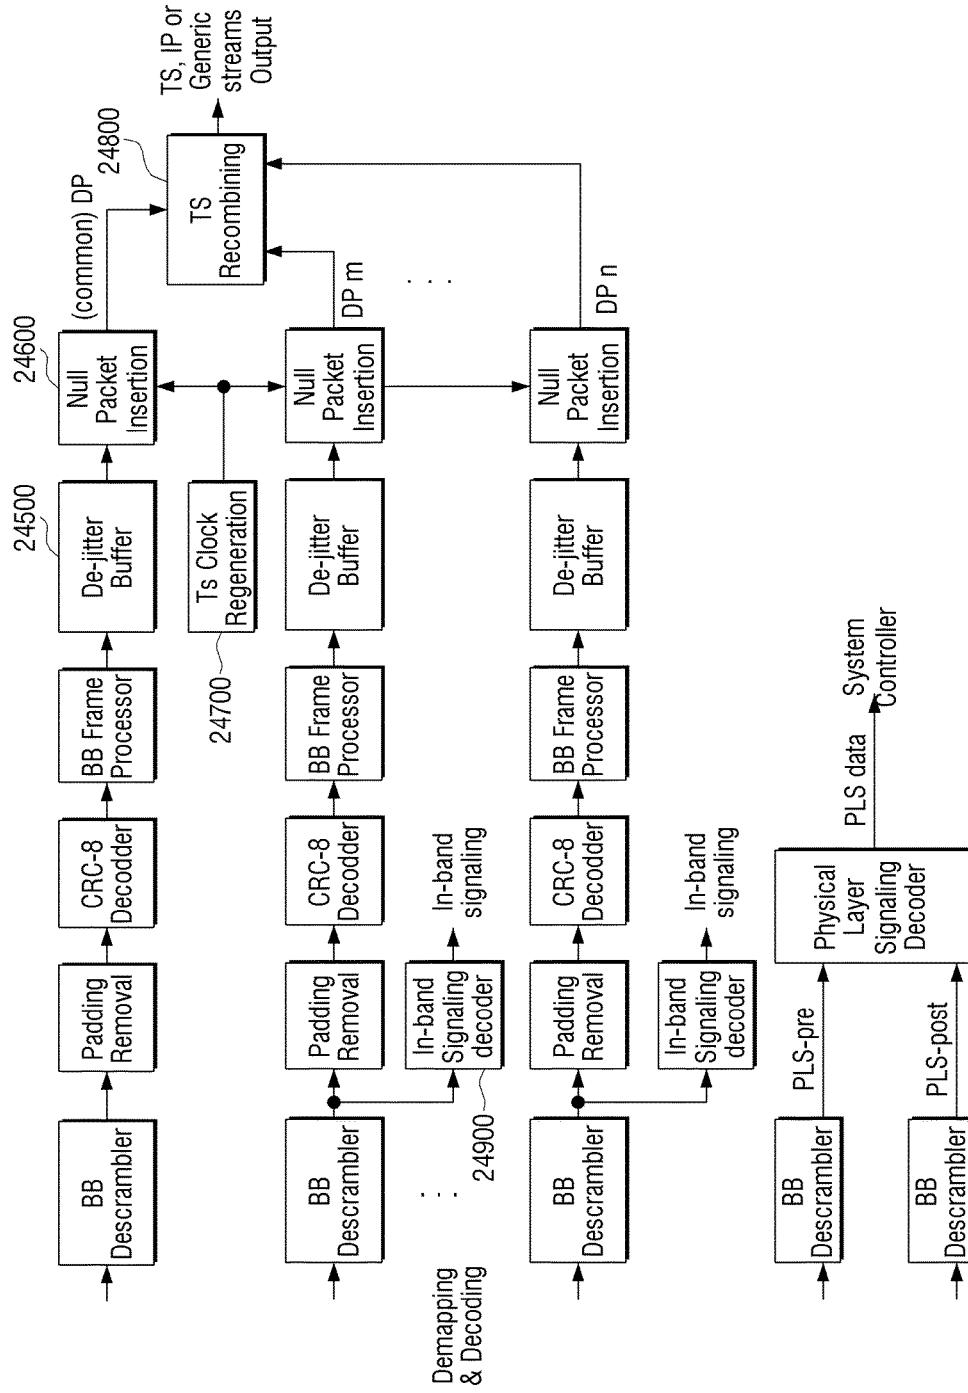 BB
Descrambler
Padding
Removal
CRC-8
Decodder
BB Frame
Processor
24500
De-jitter
Buffer
24600
Null
Packet
Insertion
(common) DP
24800
TS
Recombining
TS, IP or
Generic
streams
Output
24700
Ts Clock
Regeneration
BB
Descrambler
Padding
Removal
CRC-8
Decodder
BB Frame
Processor
De-jitter
Buffer
Null
Packet
Insertion
DP m
. . .
24900
In-band
Signaling
decoder
In-band
signaling
. . .
Demapping
& Decoding
BB
Descrambler
Padding
Removal
CRC-8
Decodder
BB Frame
Processor
De-jitter
Buffer
Null
Packet
Insertion
DP n
In-band
Signaling
decoder
In-band
signaling
BB
Descrambler
PLS-pre
Physical
Layer
Signaling
Decoder
PLS data
System
Controller
BB
Descrambler
PLS-post